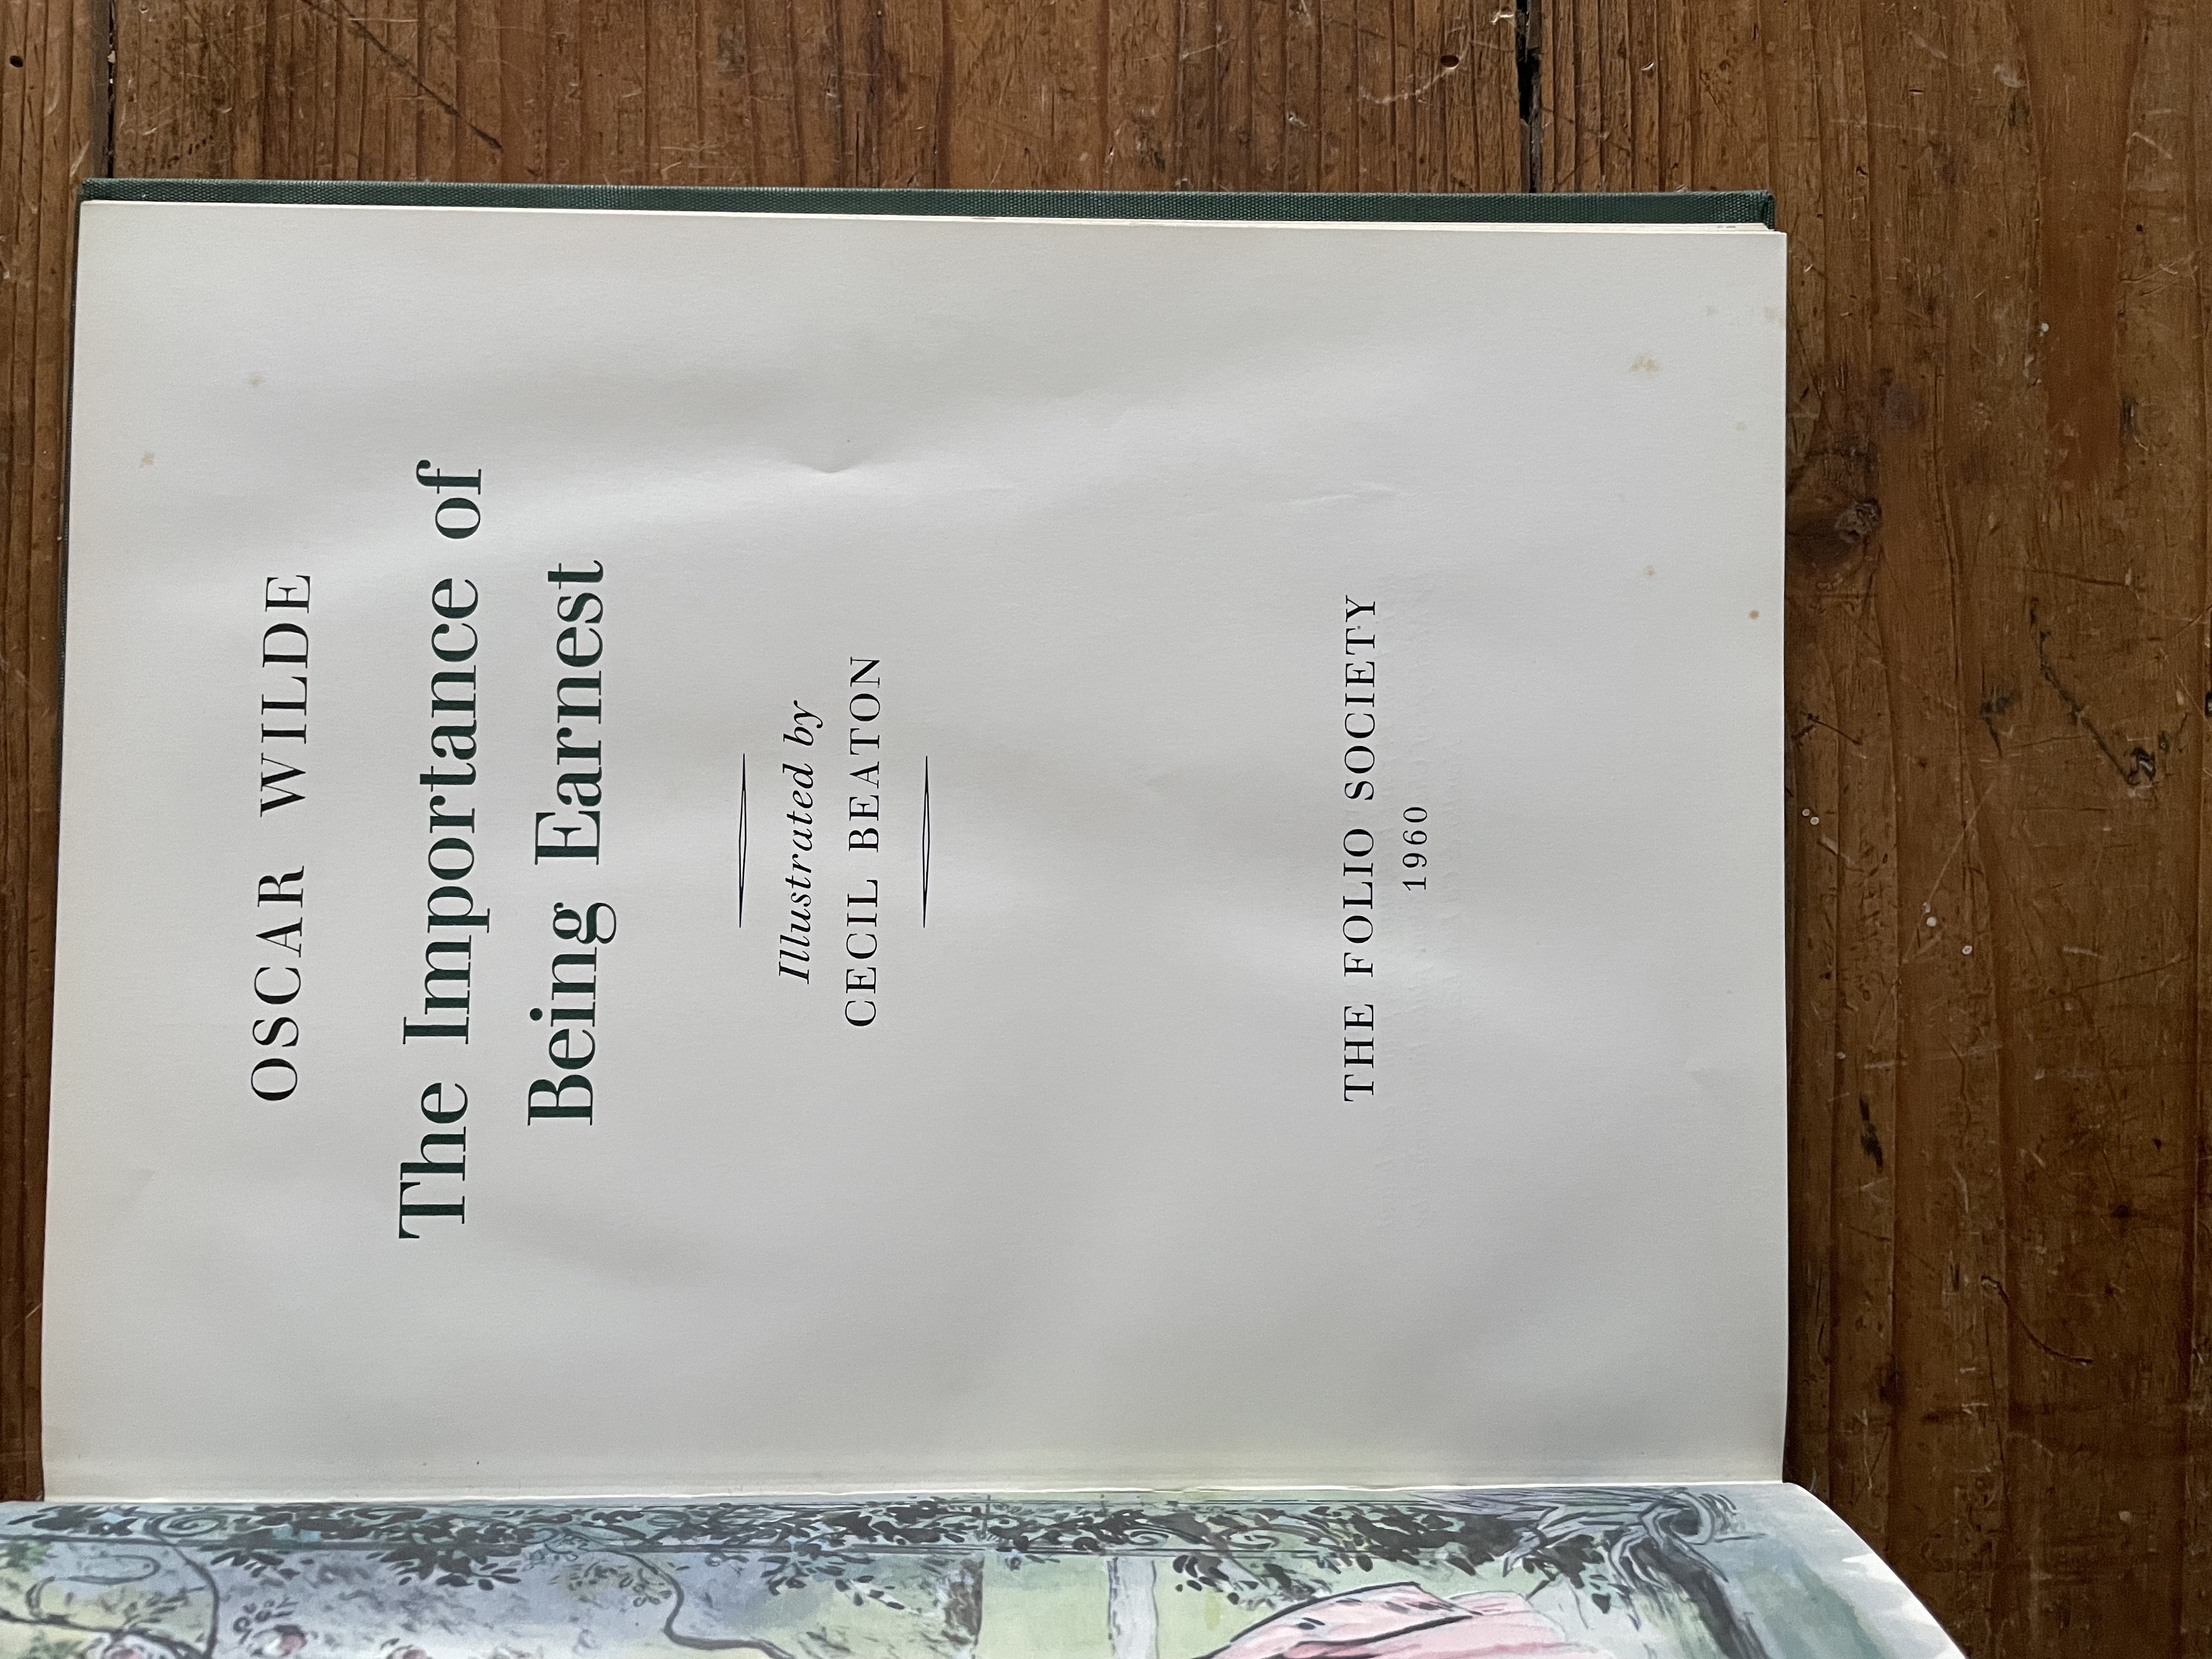 OSCAR WILDE
The Importance of
Being Earnest
Illustrated by
CECIL BEATON
THE FOLIO SOCIETY
1960